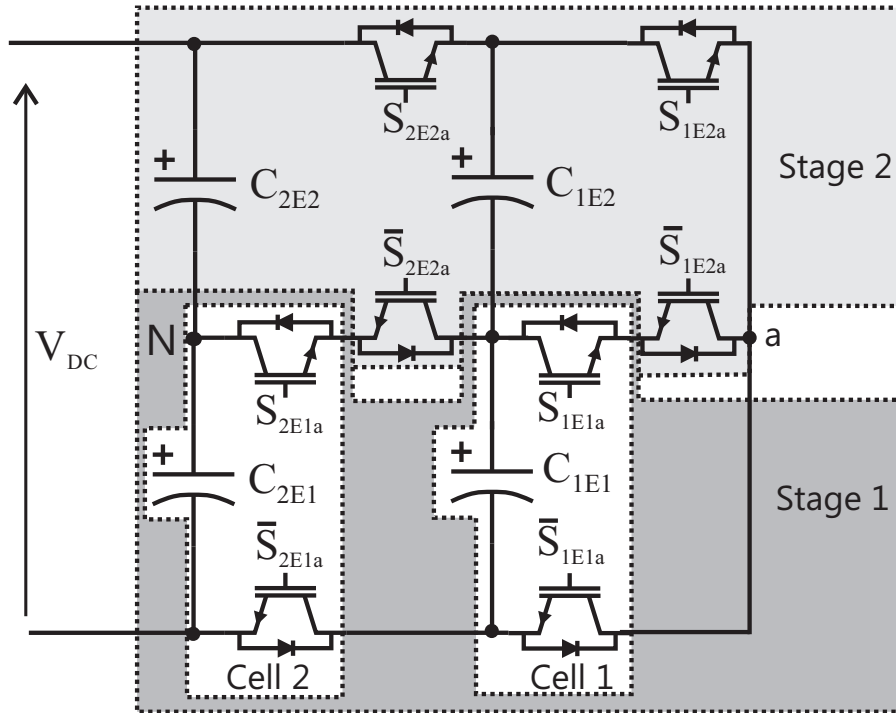 S2E2a
S1E2a
+
C2E2
+
C1E2
Stage 2
S̄2E2a
S̄1E2a
VDC
N
a
S2E1a
S1E1a
+
C2E1
+
C1E1
Stage 1
S̄2E1a
S̄1E1a
Cell 2
Cell 1